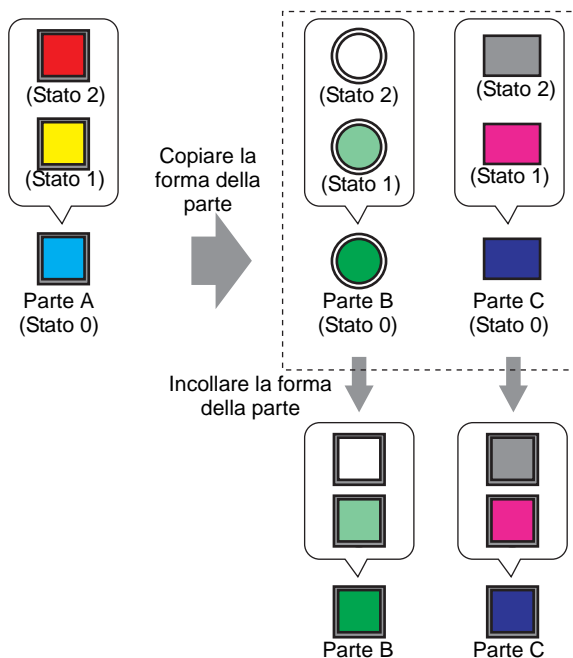 (Stato 2)
(Stato 1)
Parte A
(Stato 0)
Copiare la
forma della
parte
(Stato 2)
(Stato 1)
Parte B
(Stato 0)
(Stato 2)
(Stato 1)
Parte C
(Stato 0)
Incollare la forma
della parte
Parte B
Parte C